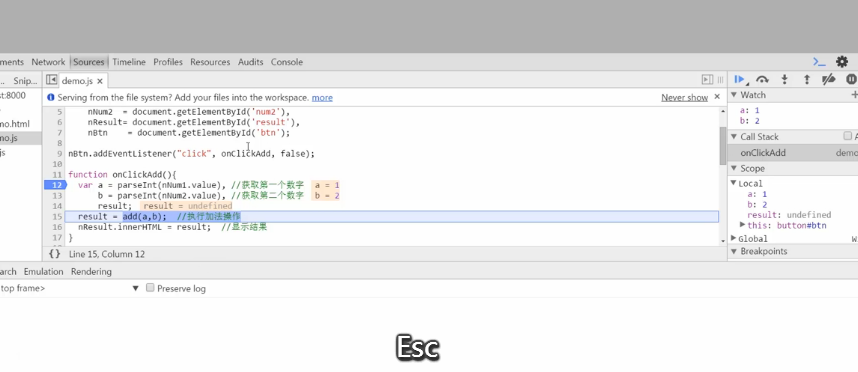 ments Network Sources Timeline Profiles Resources Audits Console
... Snip...
demo.js ×
st:8000
mo.html
mo.js
js
Serving from the file system? Add your files into the workspace. more Never show ×
5 nNum2 = document.getElementById('num2'),
6 nResult= document.getElementById('result'),
7 nBtn = document.getElementById('btn');
8
9 nBtn.addEventListener("click", onClickAdd, false);
10
11 function onClickAdd(){
12 var a = parseInt(nNum1.value), //获取第一个数字 a = 1
13 b = parseInt(nNum2.value), //获取第二个数字 b = 2
14 result; result = undefined
15 result = add(a,b); //执行加法操作
16 nResult.innerHTML = result; //显示结果
17 }
{} Line 15, Column 12
Watch
a: 1
b: 2
Call Stack A
onClickAdd demo
Scope
Local
a: 1
b: 2
result: undefined
this: button#btn
Global W
Breakpoints
arch Emulation Rendering
top frame> Preserve log
Esc